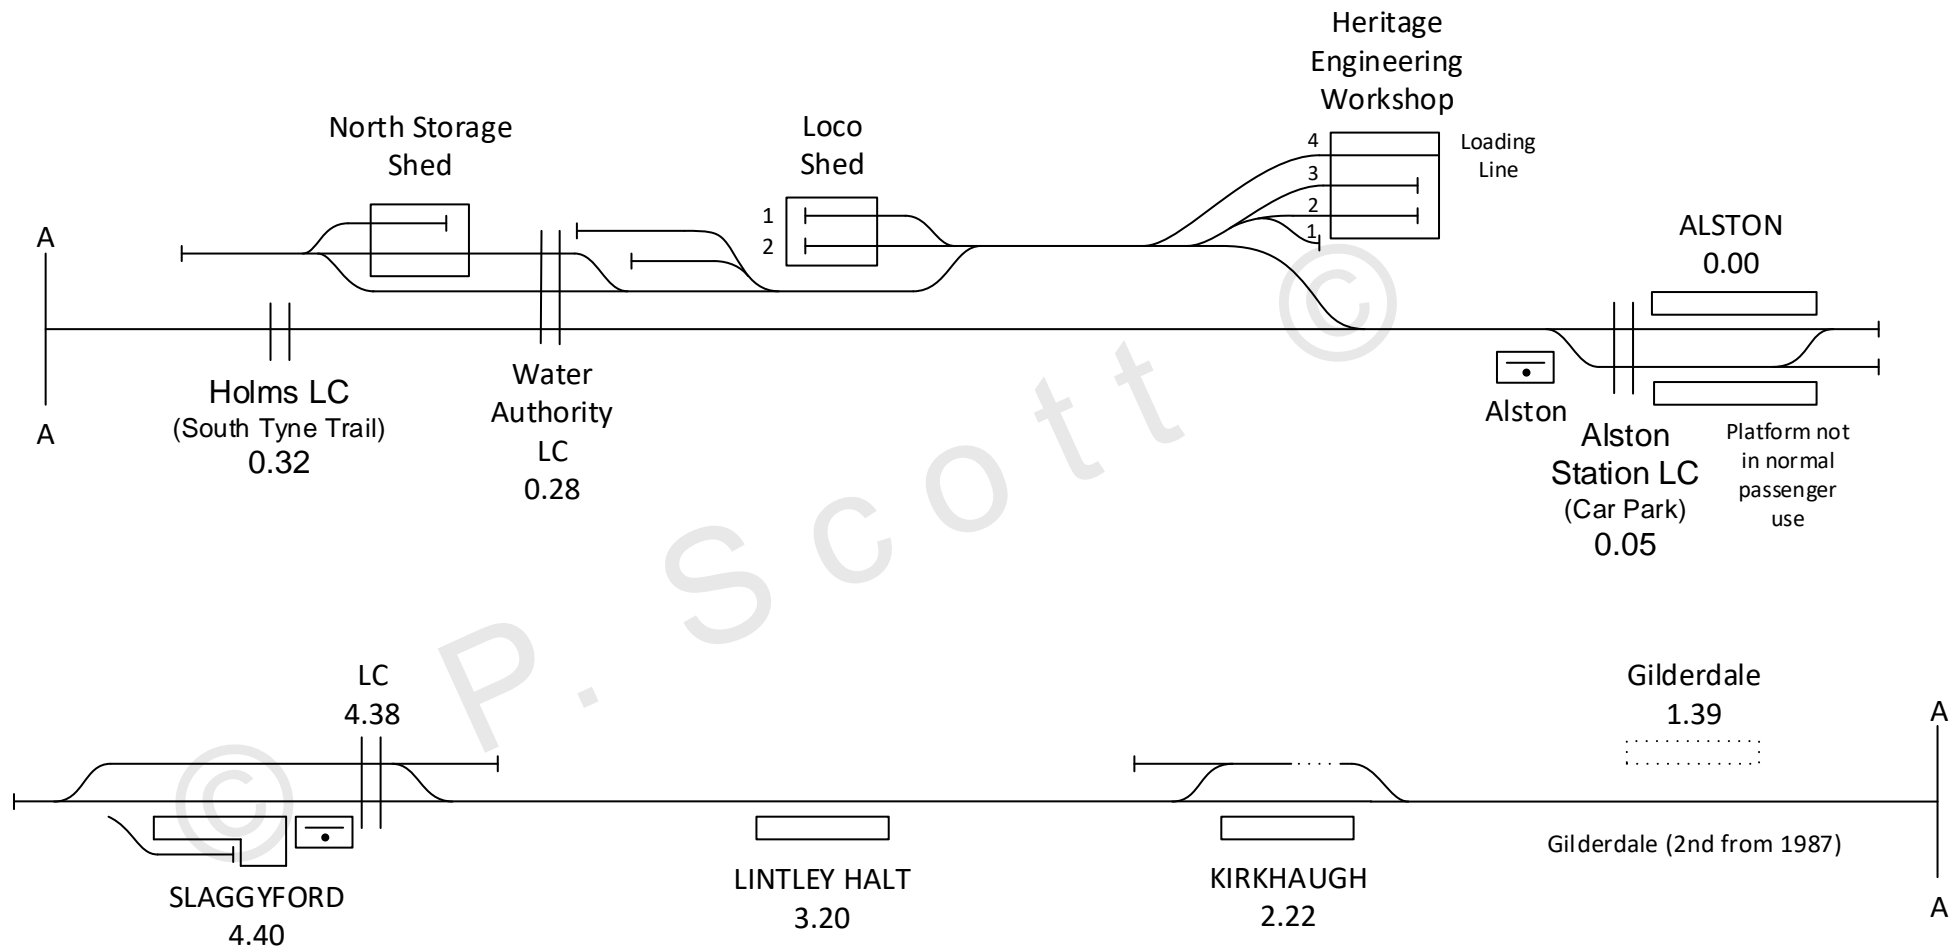 Heritage
Engineering
Workshop
North Storage
Shed
Loco
Shed
4
3
2
1
Loading
Line
1
2
ALSTON
0.00
A
A
Holms LC
(South Tyne Trail)
0.32
Water
Authority
LC
0.28
Alston
Alston
Station LC
(Car Park)
0.05
Platform not
in normal
passenger
use
© P. Scott ©
LC
4.38
Gilderdale
1.39
A
A
Gilderdale (2nd from 1987)
SLAGGYFORD
4.40
LINTLEY HALT
3.20
KIRKHAUGH
2.22